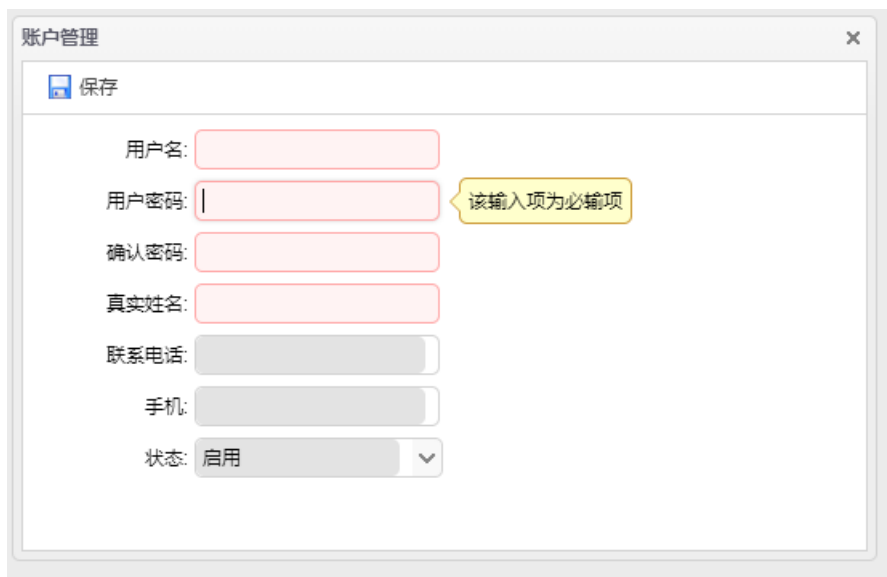 账户管理
保存
用户名:
用户密码: 该输入项为必输项
确认密码:
真实姓名:
联系电话:
手机:
状态: 启用